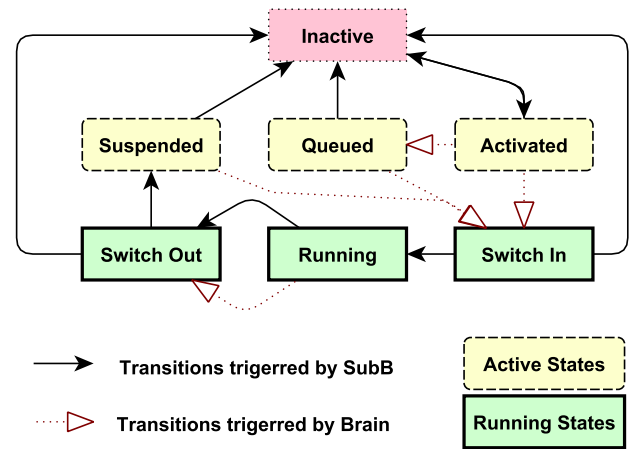 Inactive
Suspended
Queued
Activated
Switch Out
Running
Switch In
Transitions trigerred by SubB
Active States
Transitions trigerred by Brain
Running States